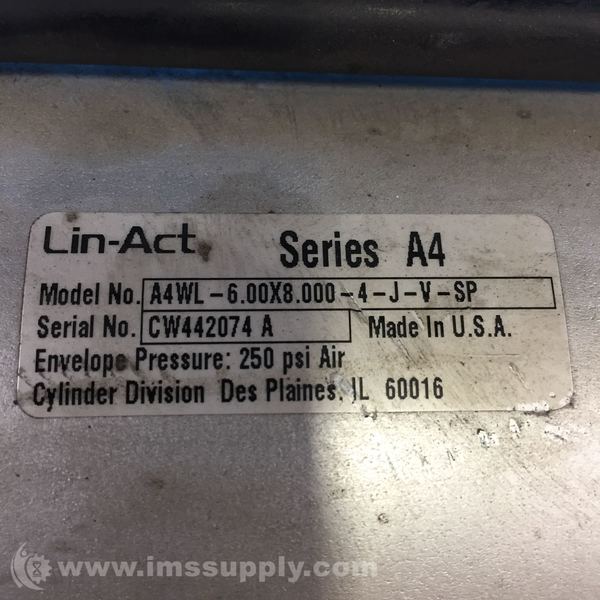 Lin-Act Series A4
Model No. A4WL-6.00X8.000-4-J-V-SP
Serial No. CW442074 A Made In U.S.A.
Envelope Pressure: 250 psi Air
Cylinder Division Des Plaines, IL 60016
© www.imssupply.com